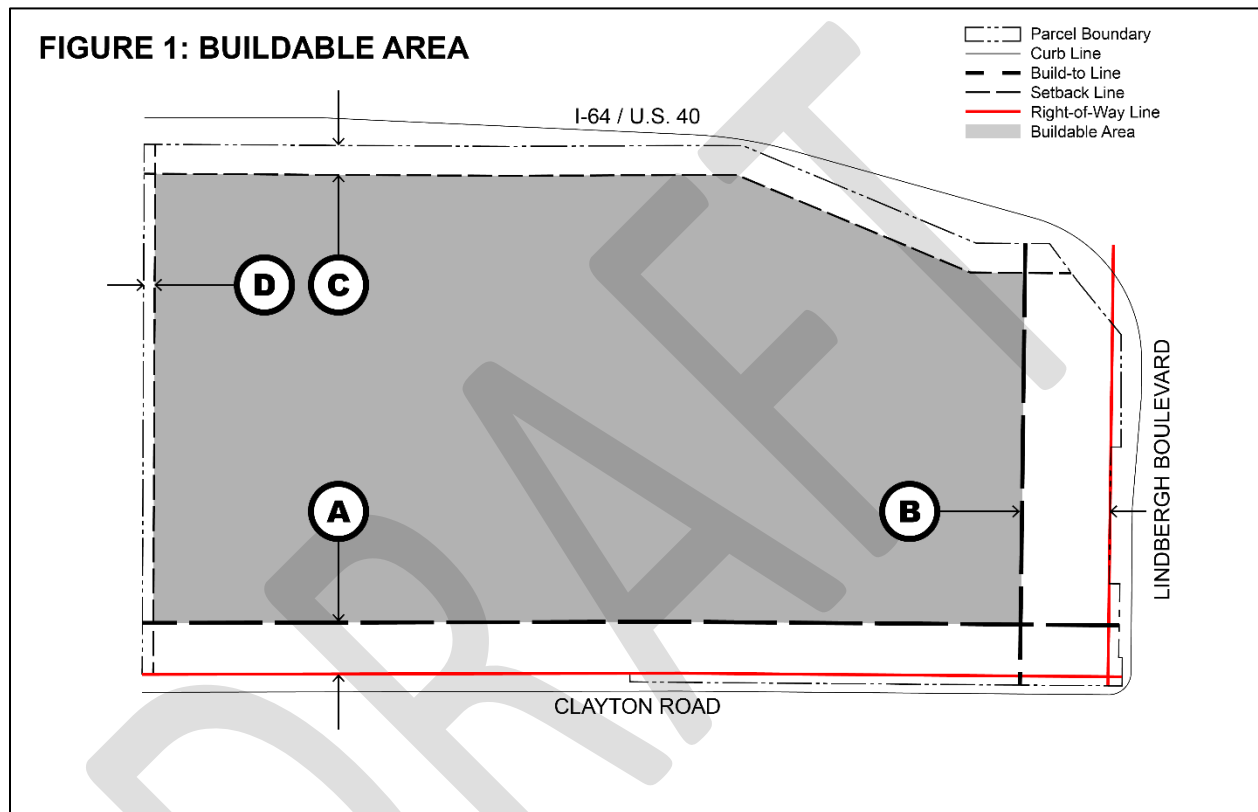 FIGURE 1: BUILDABLE AREA
Parcel Boundary
Curb Line
Build-to Line
Setback Line
Right-of-Way Line
Buildable Area
I-64 / U.S. 40
D
C
A
B
LINDBERGH BOULEVARD
CLAYTON ROAD
DRAFT